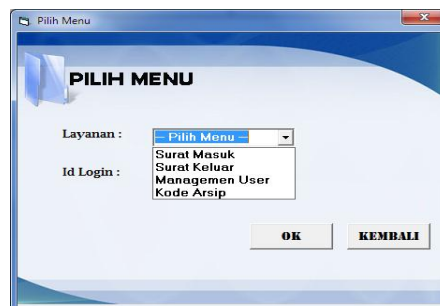 Pilih Menu
PILIH MENU
Layanan :
-- Pilih Menu --
Surat Masuk
Surat Keluar
Managemen User
Kode Arsip
Id Login :
OK
KEMBALI